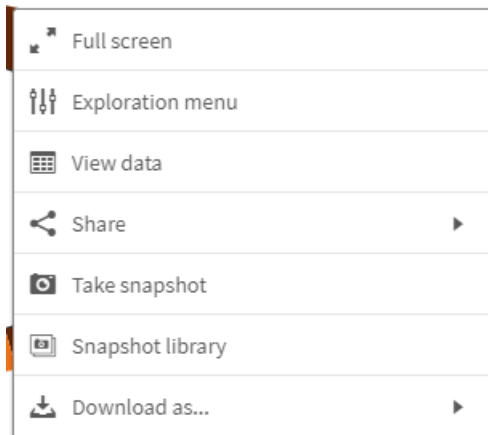 Full screen
Exploration menu
View data
Share
Take snapshot
Snapshot library
Download as...